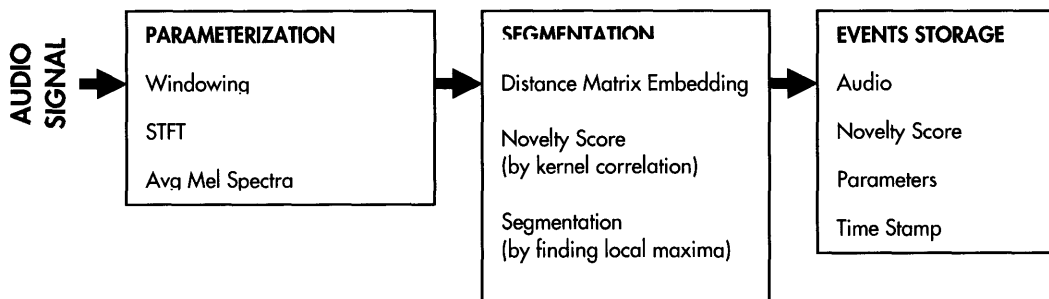 AUDIO
SIGNAL
PARAMETERIZATION
Windowing
STFT
Avg Mel Spectra
SEGMENTATION
Distance Matrix Embedding
Novelty Score
(by kernel correlation)
Segmentation
(by finding local maxima)
EVENTS STORAGE
Audio
Novelty Score
Parameters
Time Stamp